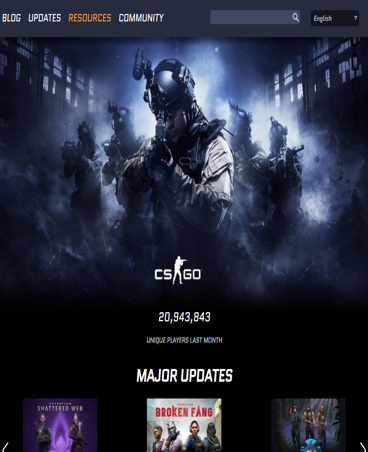 BLOG UPDATES RESOURCES COMMUNITY English
CS GO
20,943,843
UNIQUE PLAYERS LAST MONTH
MAJOR UPDATES
OPERATION
SHATTERED WEB
OPERATION
BROKEN FANG